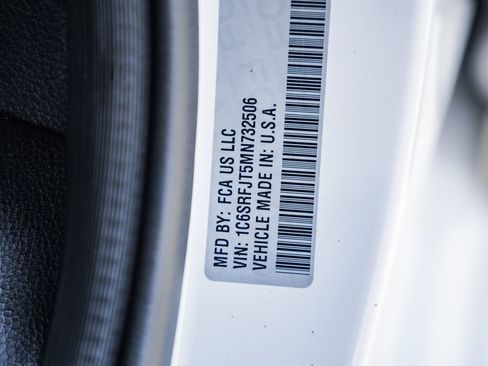 MFD BY: FCA US LLC
VIN: 1C6SRFJT5MN732506
VEHICLE MADE IN: U.S.A.